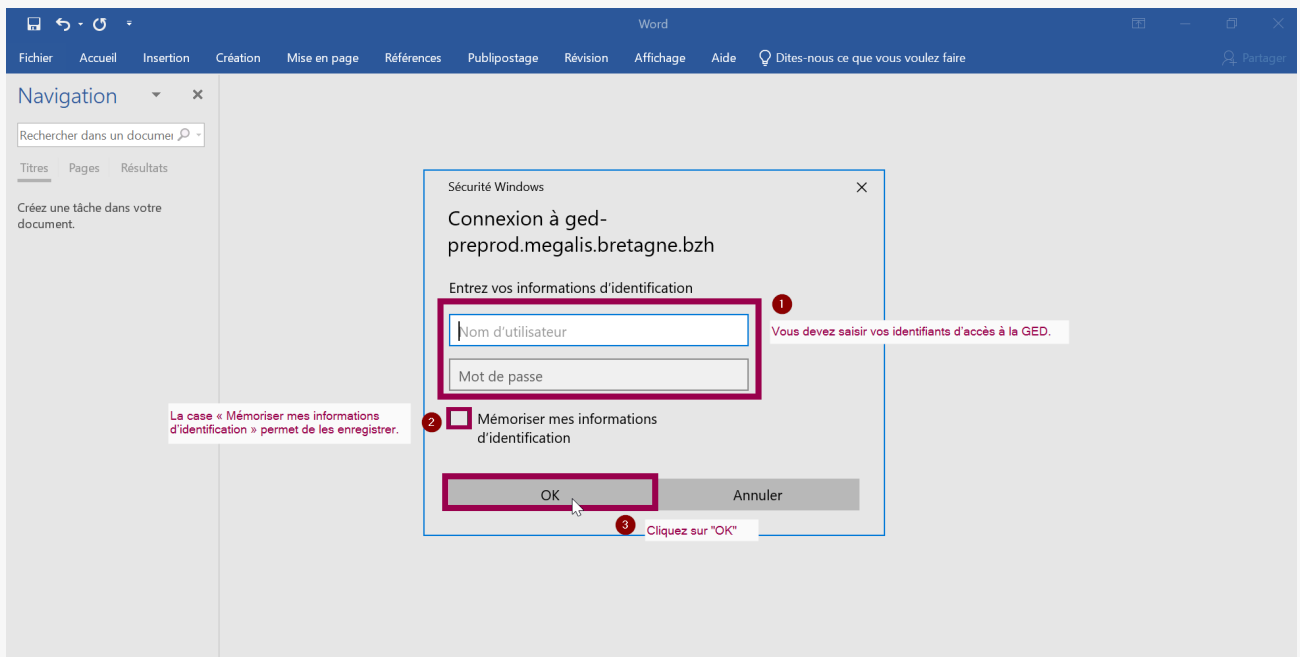 Word
Fichier Accueil Insertion Création Mise en page Références Publipostage Révision Affichage Aide Dites-nous ce que vous voulez faire Partager
Navigation
Rechercher dans un documei
Titres Pages Résultats
Créez une tâche dans votre
document.
Sécurité Windows
Connexion à ged-
preprod.megalis.bretagne.bzh
Entrez vos informations d'identification
1
Nom d'utilisateur
Vous devez saisir vos identifiants d'accès à la GED.
Mot de passe
La case « Mémoriser mes informations
d'identification » permet de les enregistrer.
2
Mémoriser mes informations
d'identification
OK Annuler
3
Cliquez sur "OK"